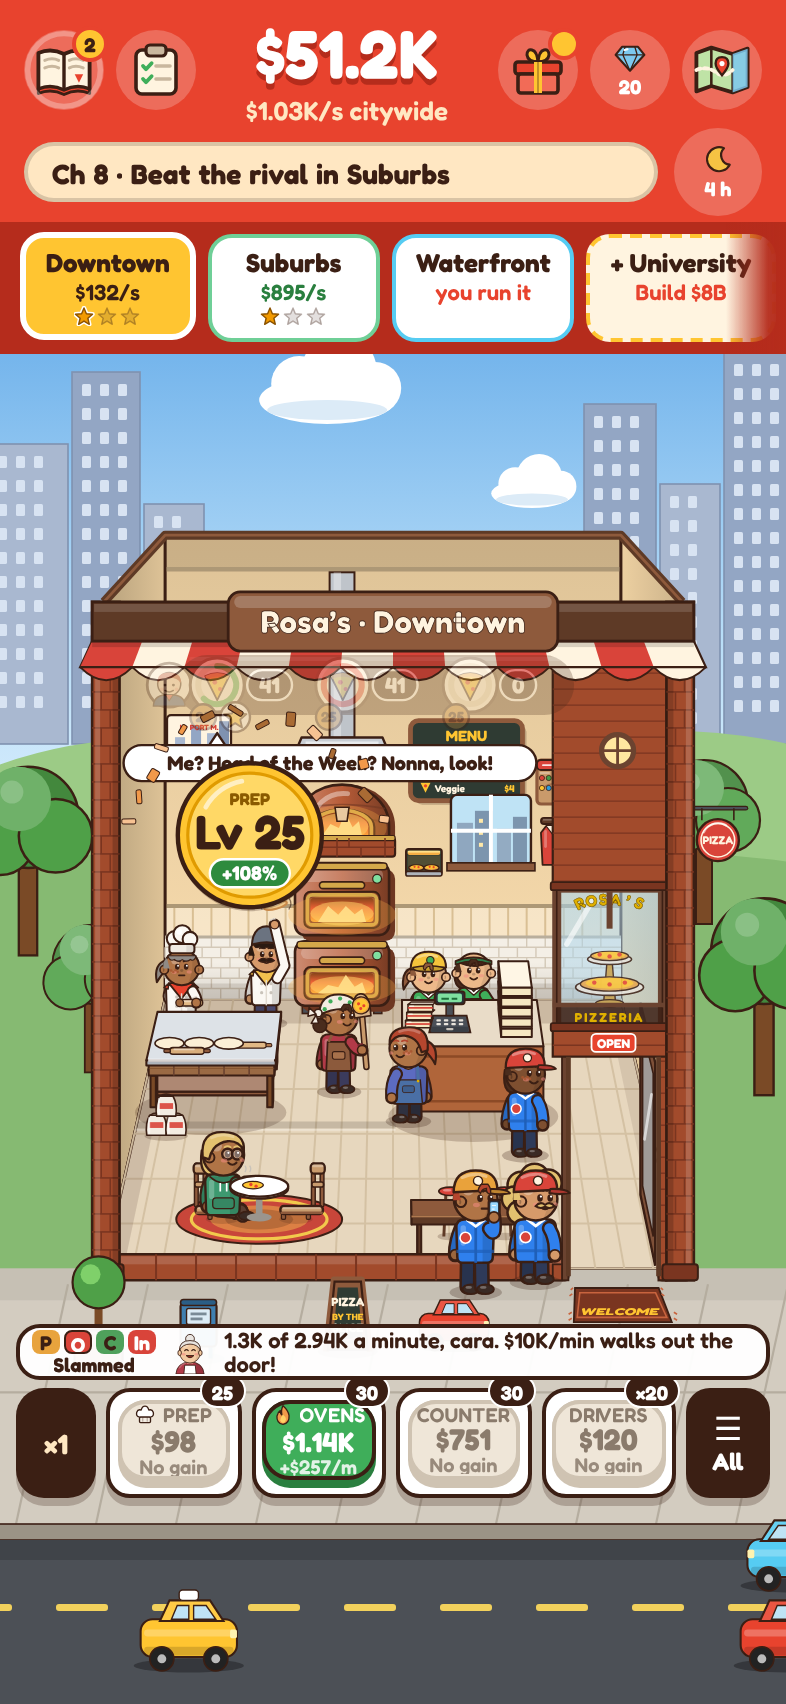 2
$51.2K
$1.03K/s citywide
20
Ch 8 · Beat the rival in Suburbs
4 h
Downtown
$132/s
Suburbs
$895/s
Waterfront
you run it
+ University
Build $8B
Rosa's · Downtown
41
41
0
25
25
MENU
Me? Head of the Week? Nonna, look!
Veggie $4
PREP
Lv 25
+108%
PIZZA
ROSA'S
PIZZERIA
OPEN
PIZZA
BY THE
WELCOME
P O C In
Slammed
1.3K of 2.94K a minute, cara. $10K/min walks out the
door!
25
30
30
×20
×1
PREP
$98
No gain
OVENS
$1.14K
+$257/m
COUNTER
$751
No gain
DRIVERS
$120
No gain
All